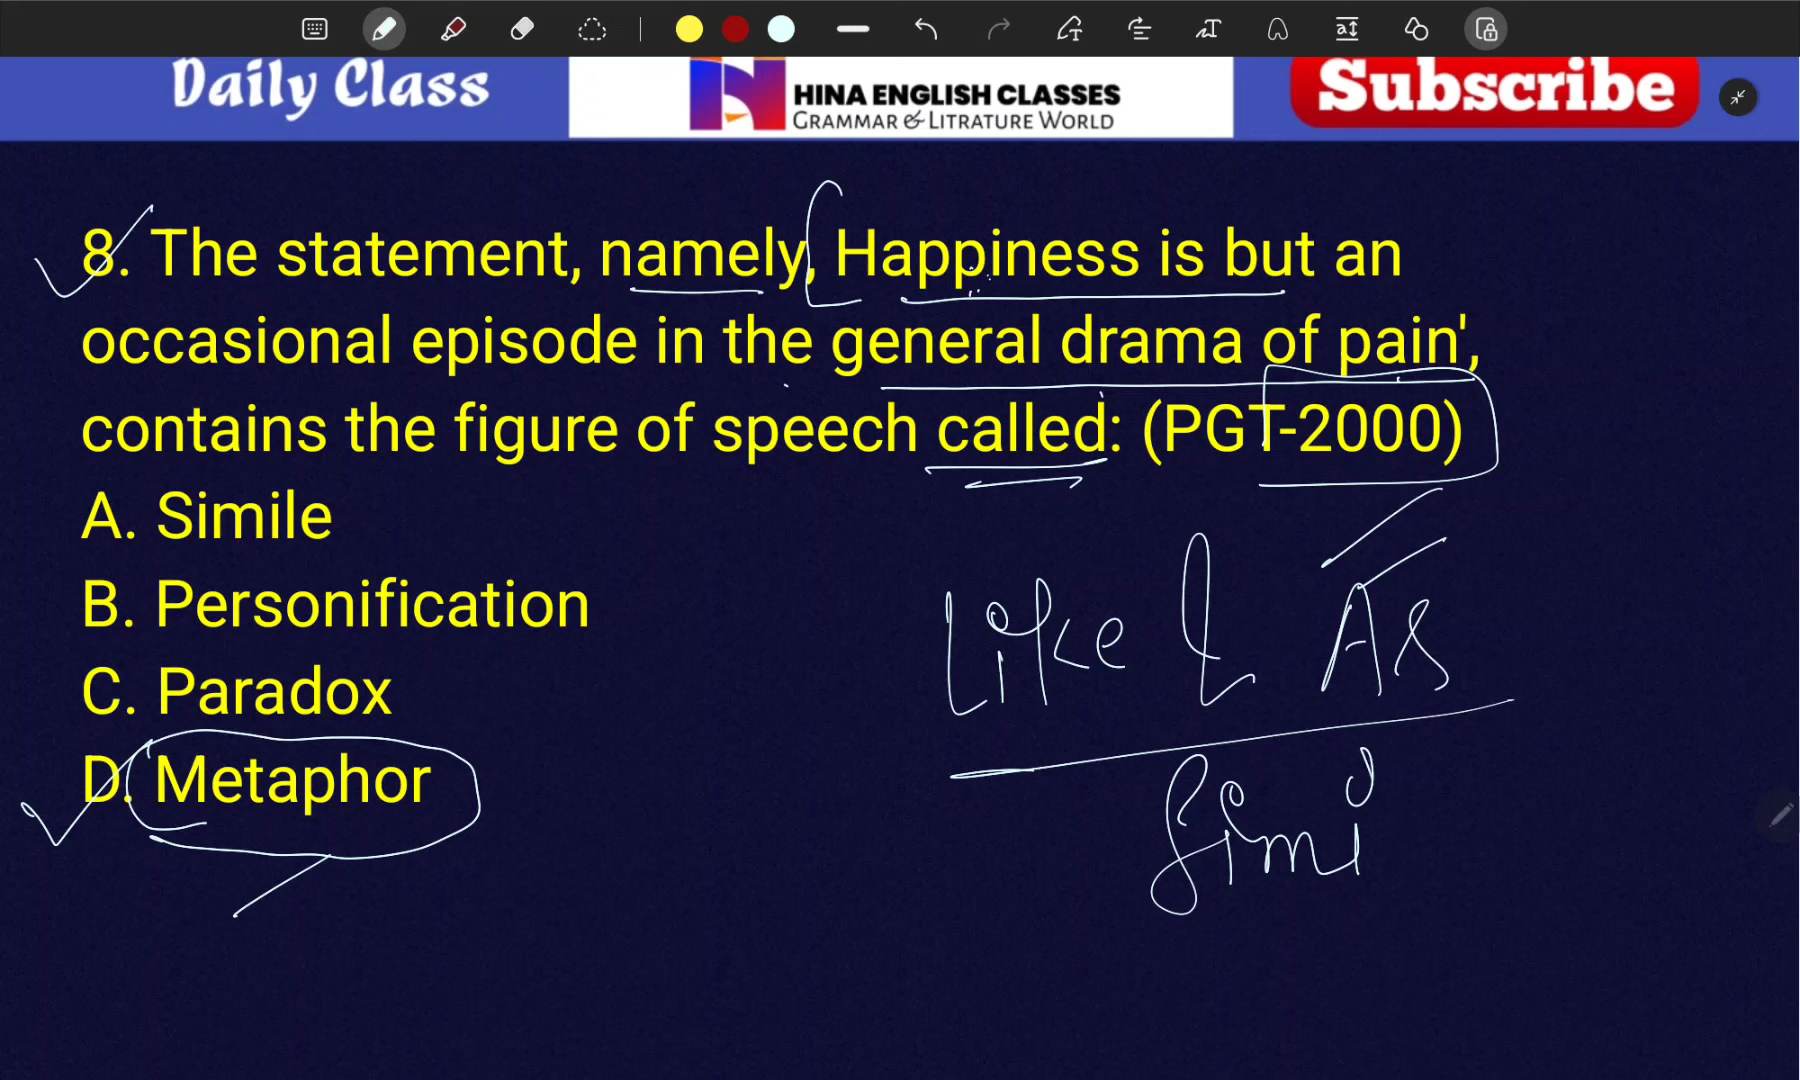 Daily Class
HINA ENGLISH CLASSES
GRAMMAR & LITRATURE WORLD
Subscribe
8. The statement, namely, Happiness is but an
occasional episode in the general drama of pain',
contains the figure of speech called: (PGT-2000)
A. Simile
B. Personification
C. Paradox
D. Metaphor
Like & As
Simi